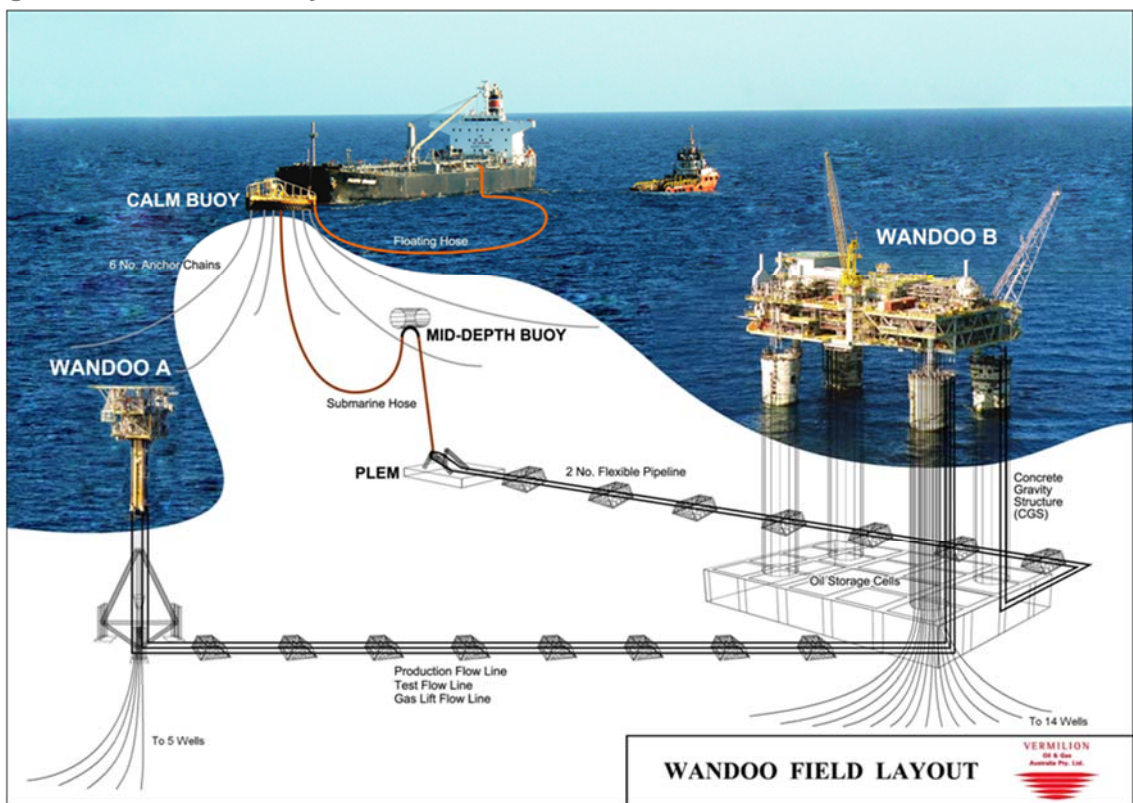 CALM BUOY
Floating Hose
6 No. Anchor Chains
WANDOO B
MID-DEPTH BUOY
WANDOO A
Submarine Hose
PLEM
2 No. Flexible Pipeline
Concrete
Gravity
Structure
(CGS)
Oil Storage Cells
Production Flow Line
Test Flow Line
Gas Lift Flow Line
To 5 Wells
To 14 Wells
WANDOO FIELD LAYOUT
VERMILION
Oil & Gas
Australia Pty. Ltd.